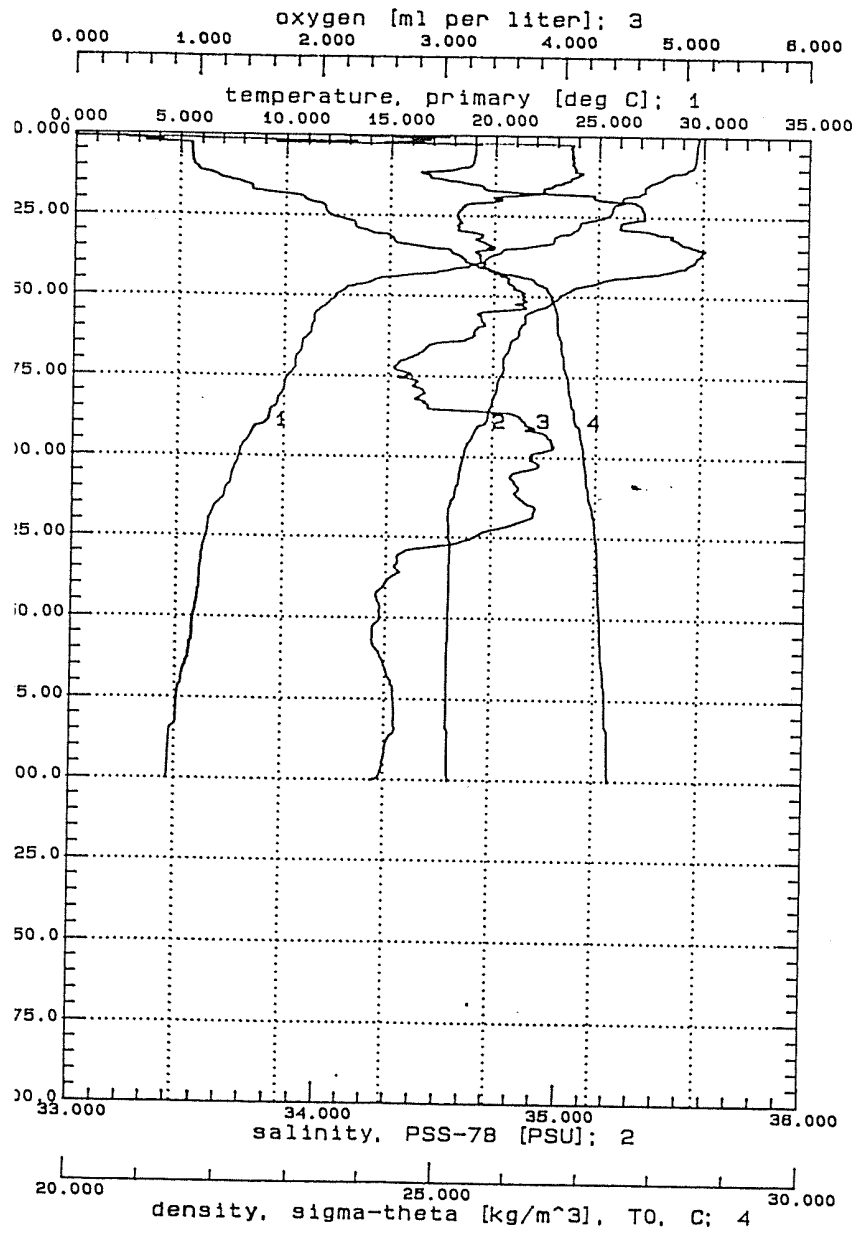 oxygen [ml per liter]; 3
0.000 1.000 2.000 3.000 4.000 5.000 6.000
temperature, primary [deg C]; 1
0.000 5.000 10.000 15.000 20.000 25.000 30.000 35.000
0.000
25.00
50.00
75.00
1 2 3 4
00.00
25.00
50.00
5.00
00.0
25.0
50.0
75.0
00.0
33.000 34.000 35.000 36.000
salinity, PSS-78 [PSU]; 2
20.000 25.000 30.000
density, sigma-theta [kg/m^3], T0, C; 4